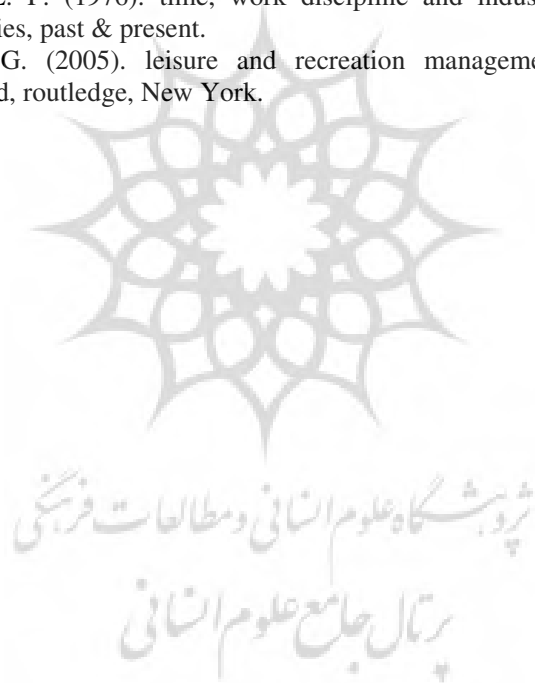 E. P. (1976). time, work discipline and indus
ies, past & present.
G. (2005). leisure and recreation manageme
d, routledge, New York.
پژوهشگاه علوم انسانی و مطالعات فرهنگی
پرتال جامع علوم انسانی